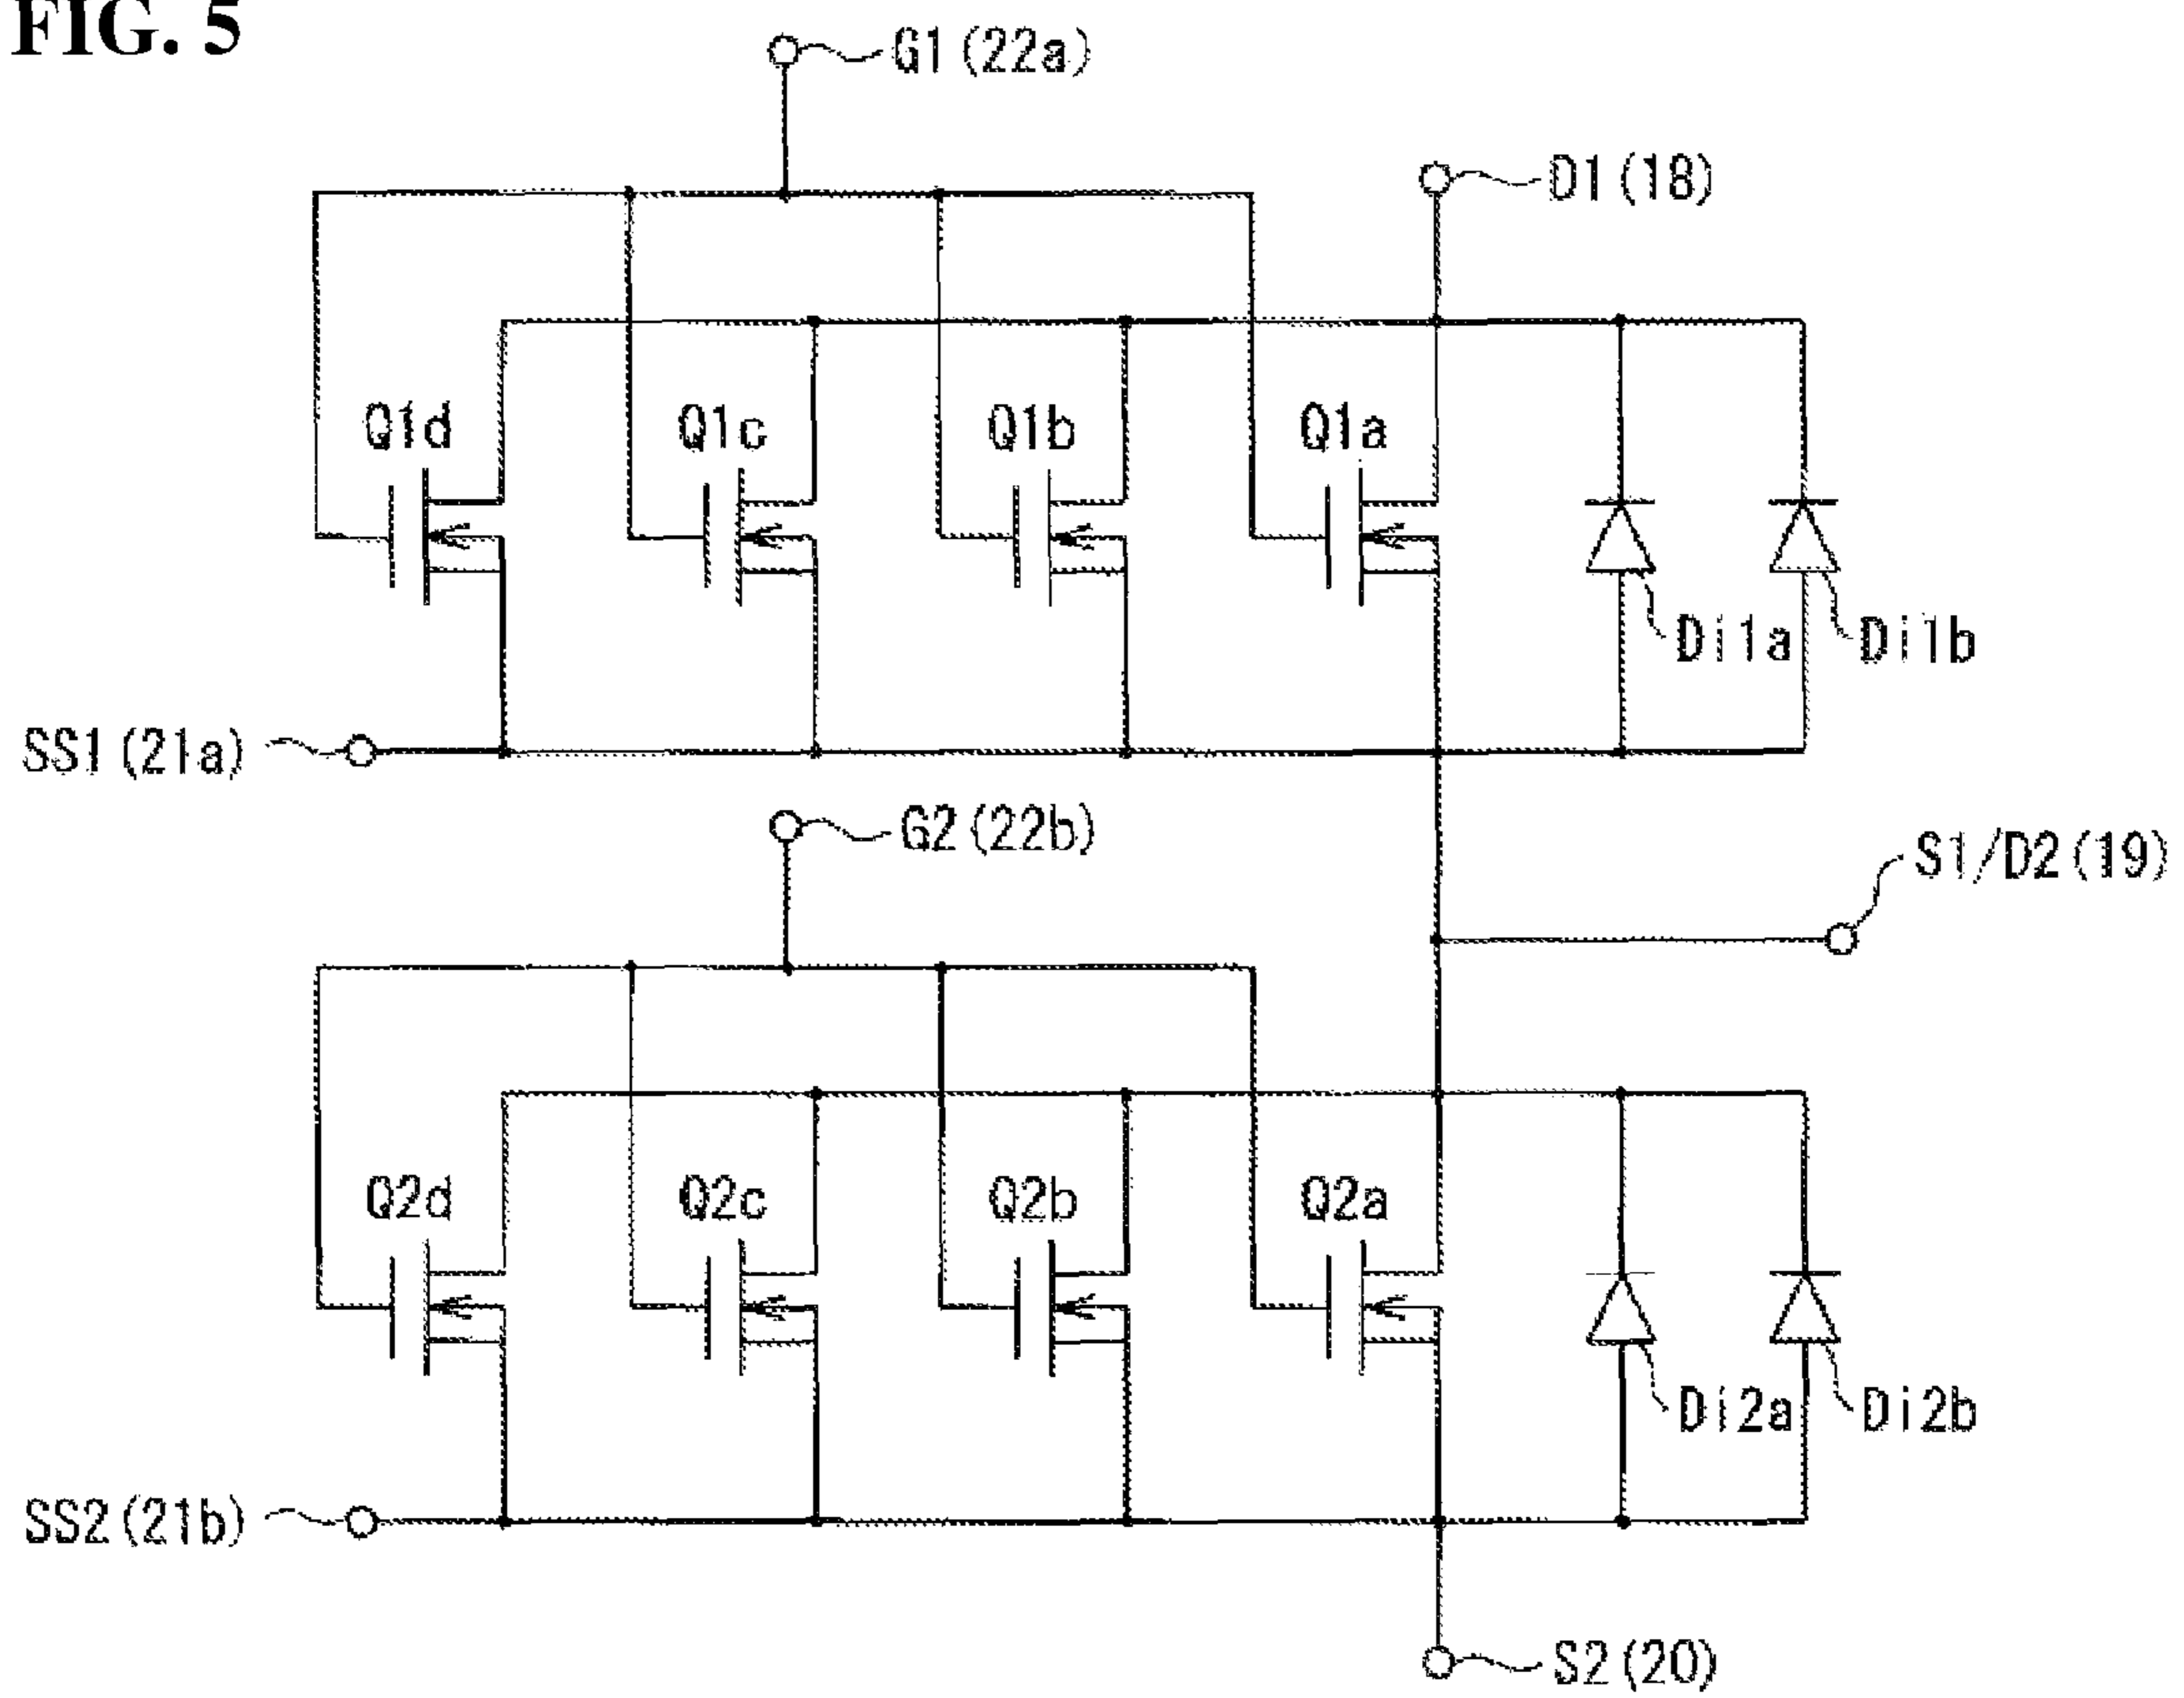 FIG. 5
G1(22a)
D1(18)
Q1d
Q1c
Q1b
Q1a
Di1a
Di1b
SS1(21a)
G2(22b)
S1/D2(19)
Q2d
Q2c
Q2b
Q2a
Di2a
Di2b
SS2(21b)
S2(20)